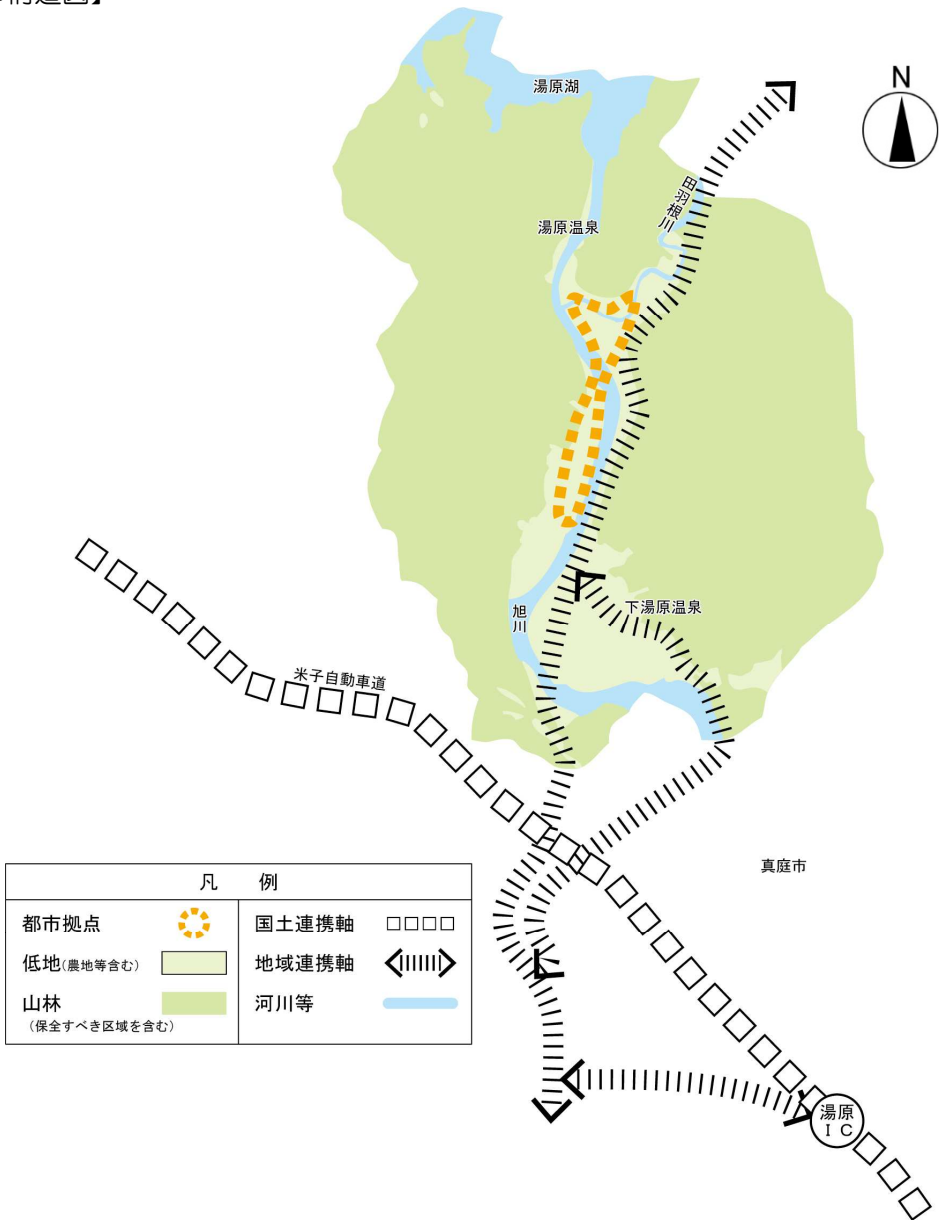 構造図】
湯原湖
N
田羽根川
湯原温泉
下湯原温泉
旭川
米子自動車道
真庭市
凡 例
都市拠点
国土連携軸
低地(農地等含む)
地域連携軸
山林
(保全すべき区域を含む)
河川等
湯原
ＩＣ